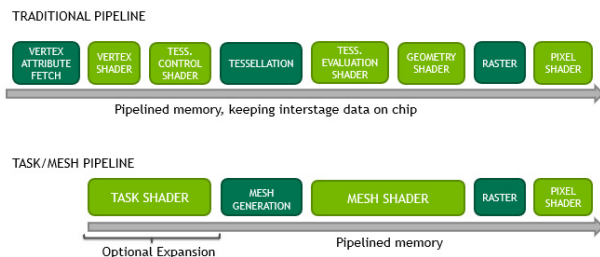 TRADITIONAL PIPELINE
VERTEX
ATTRIBUTE
FETCH
VERTEX
SHADER
TESS.
CONTROL
SHADER
TESSELLATION
TESS.
EVALUATION
SHADER
GEOMETRY
SHADER
RASTER
PIXEL
SHADER
Pipelined memory, keeping interstage data on chip
TASK/MESH PIPELINE
TASK SHADER
MESH
GENERATION
MESH SHADER
RASTER
PIXEL
SHADER
Optional Expansion
Pipelined memory